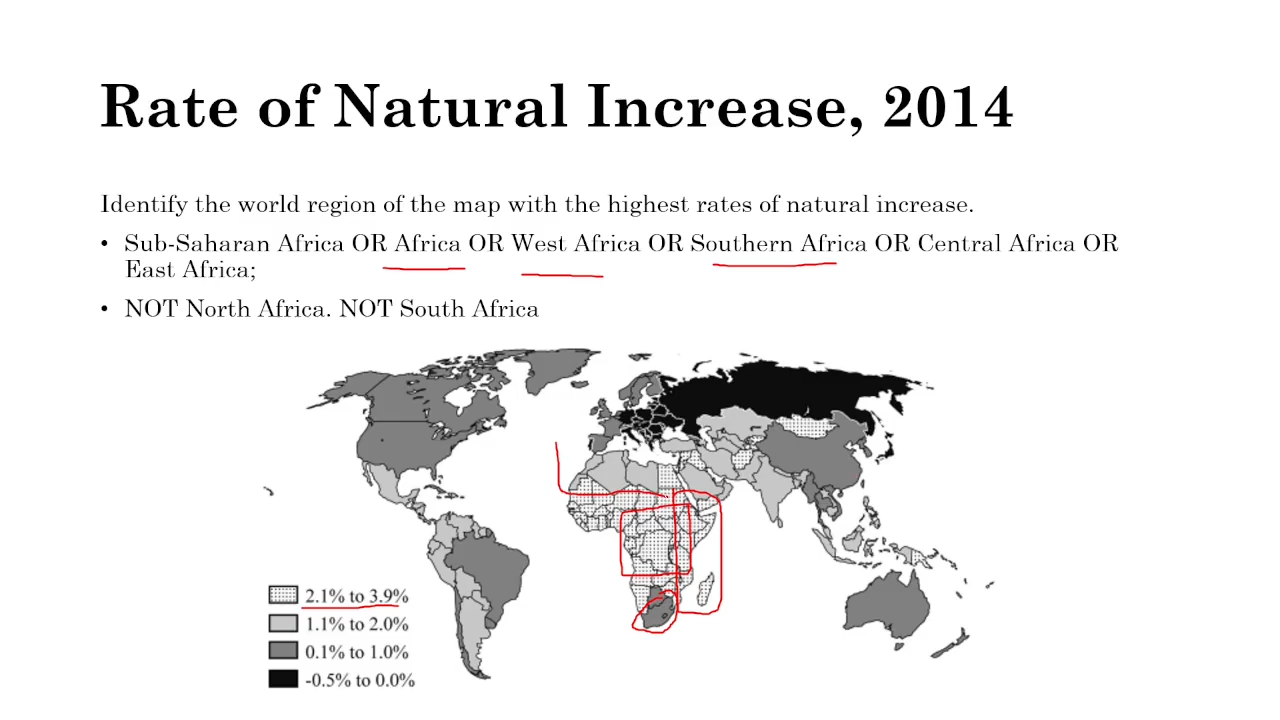 Rate of Natural Increase, 2014
Identify the world region of the map with the highest rates of natural increase.
• Sub-Saharan Africa OR Africa OR West Africa OR Southern Africa OR Central Africa OR
East Africa;
• NOT North Africa. NOT South Africa
2.1% to 3.9%
1.1% to 2.0%
0.1% to 1.0%
-0.5% to 0.0%